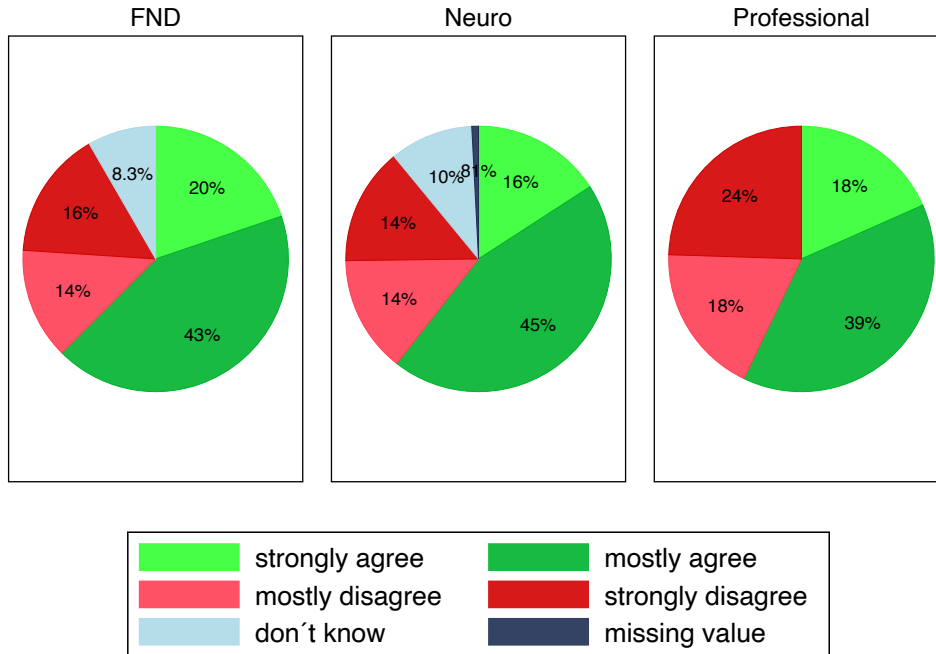 FND Neuro Professional
8.3% 20%
16%
14%
43%
10% 81% 16%
14%
14%
45%
24% 18%
18%
39%
strongly agree mostly agree
mostly disagree strongly disagree
don´t know missing value